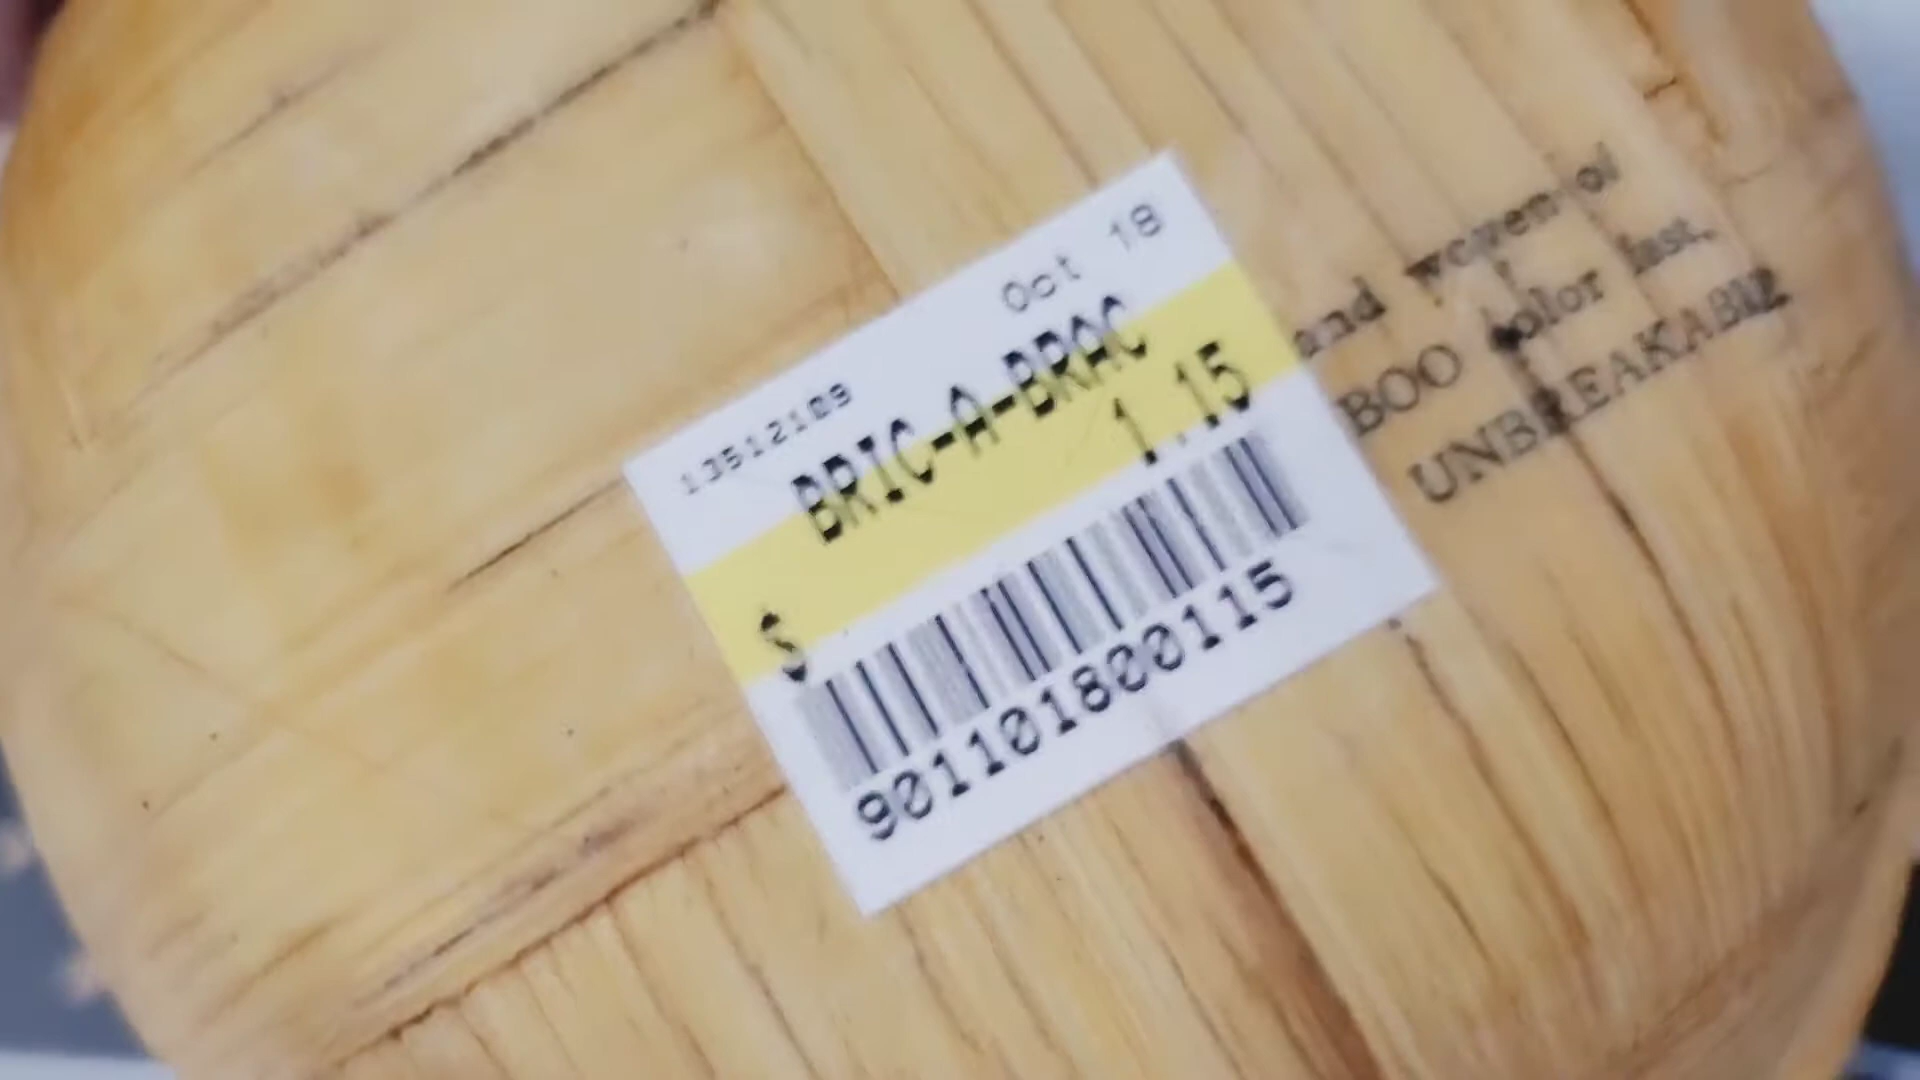 Oct 18
13512109
BRIC-A-BRAC
$ 1.15
901101800115
and woven of
BOO color fast,
UNBREAKABLE